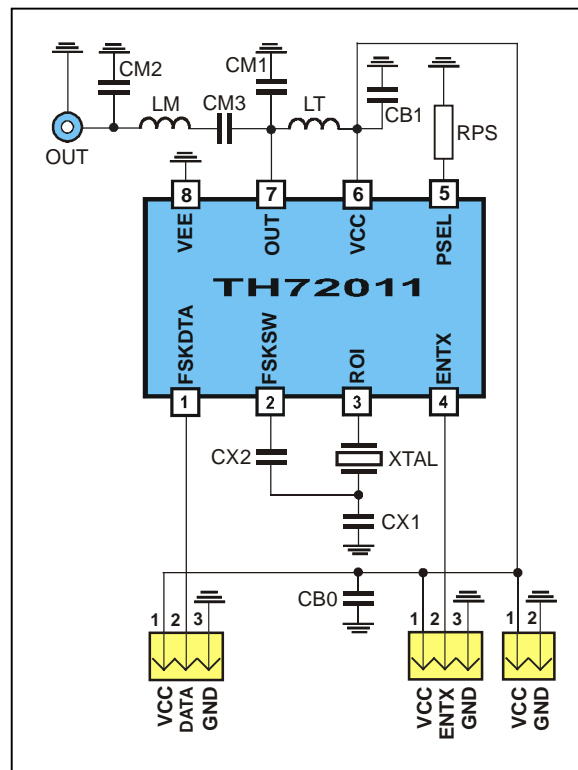 CM2
CM1
LM
CM3
LT
CB1
RPS
OUT
8
7
6
5
VEE
OUT
VCC
PSEL
TH72011
FSKDTA
FSKSW
ROI
ENTX
1
2
3
4
CX2
XTAL
CX1
CB0
1 2 3
1 2 3
1 2
VCC
DATA
GND
VCC
ENTX
GND
VCC
GND